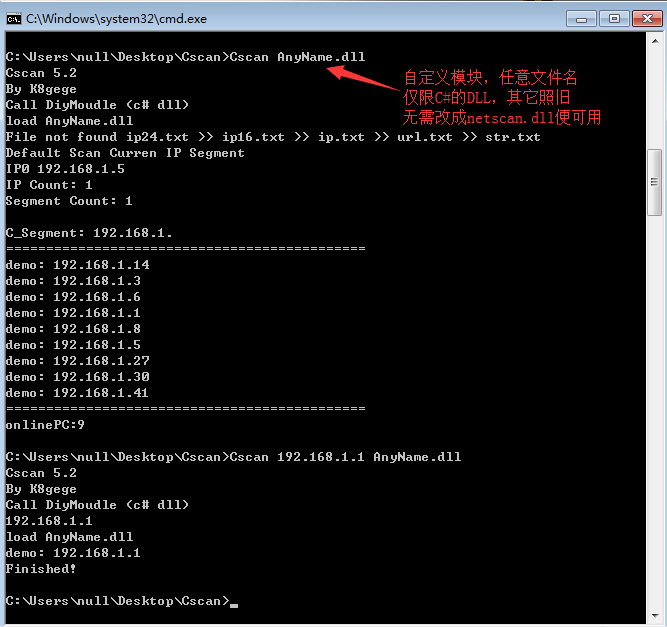 C:\Windows\system32\cmd.exe
C:\Users\null\Desktop\Cscan>Cscan AnyName.dll
Cscan 5.2
By K8gege
Call DiyMoudle (c# dll)
load AnyName.dll
File not found ip24.txt >> ip16.txt >> ip.txt >> url.txt >> str.txt
Default Scan Curren IP Segment
IP0 192.168.1.5
IP Count: 1
Segment Count: 1
自定义模块，任意文件名
仅限C#的DLL，其它照旧
无需改成netscan.dll便可用
C_Segment: 192.168.1.
=============================================
demo: 192.168.1.14
demo: 192.168.1.3
demo: 192.168.1.6
demo: 192.168.1.1
demo: 192.168.1.8
demo: 192.168.1.5
demo: 192.168.1.27
demo: 192.168.1.30
demo: 192.168.1.41
=============================================
onlinePC:9
C:\Users\null\Desktop\Cscan>Cscan 192.168.1.1 AnyName.dll
Cscan 5.2
By K8gege
Call DiyMoudle (c# dll)
192.168.1.1
load AnyName.dll
demo: 192.168.1.1
Finished!
C:\Users\null\Desktop\Cscan>_